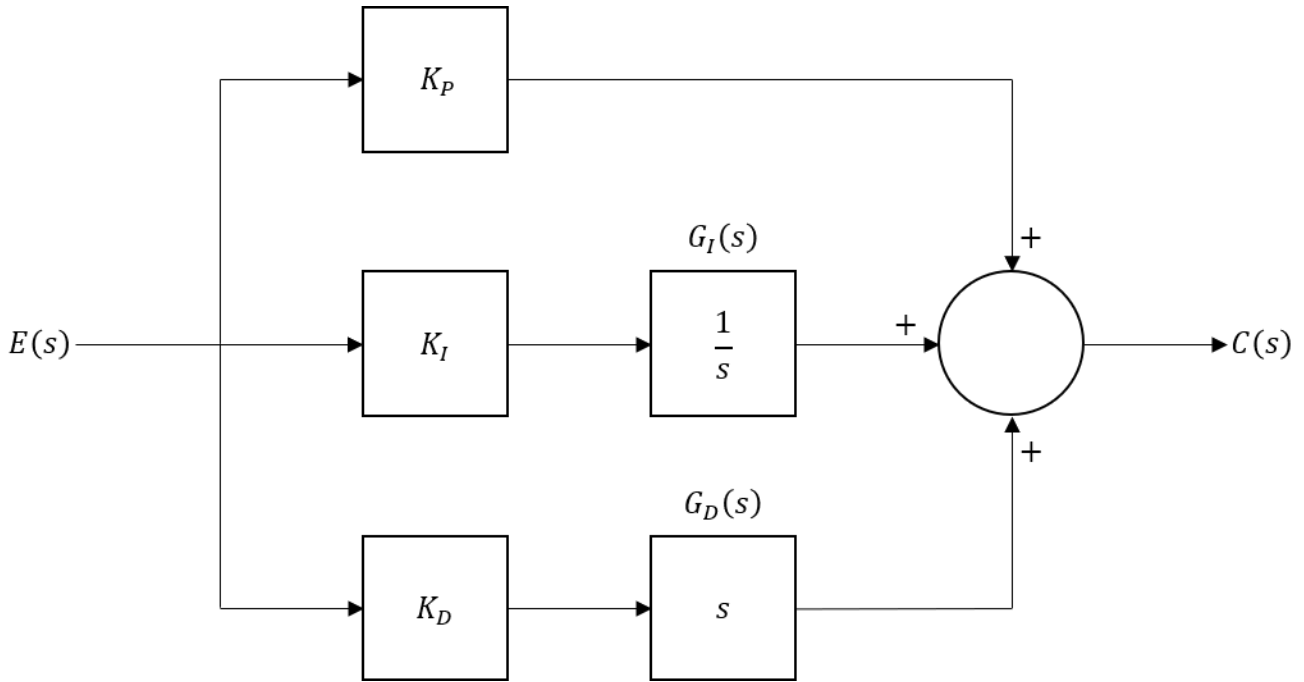 K_P
+
G_I(s)
E(s)
K_I
1/s
+
C(s)
+
G_D(s)
K_D
s